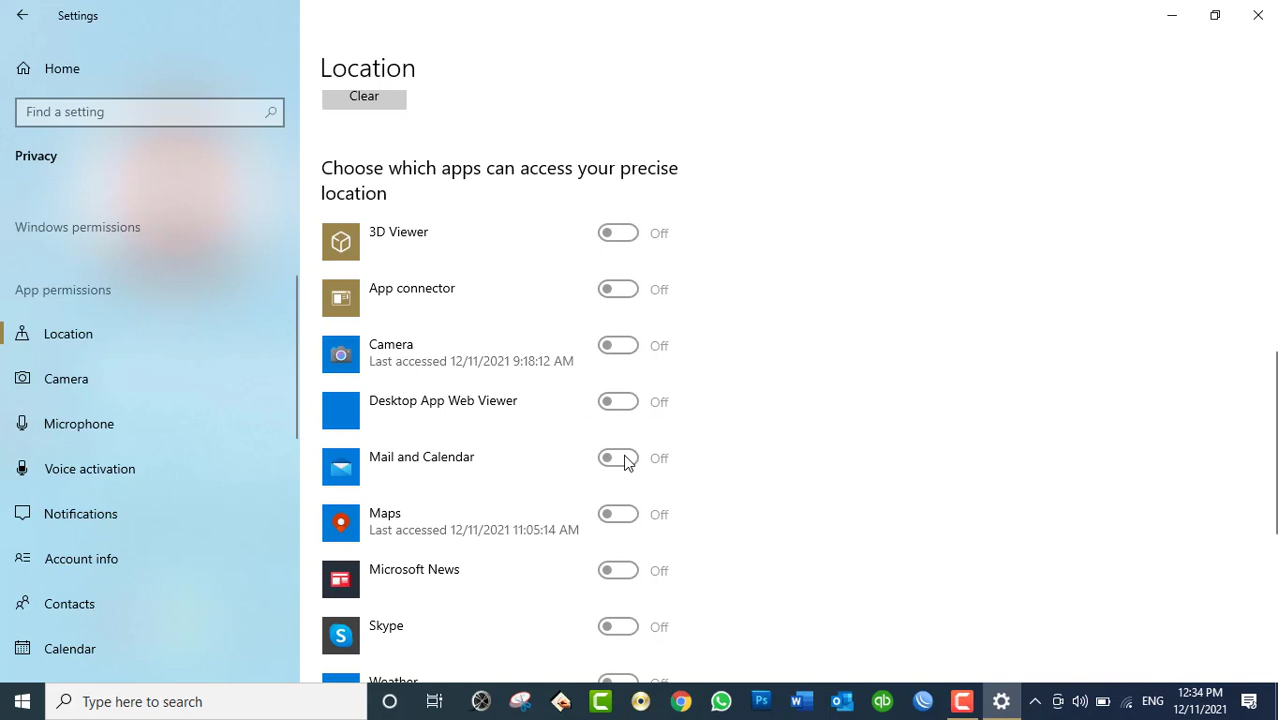 Settings
Home
Find a setting
Privacy
Windows permissions
App permissions
Location
Camera
Microphone
Voice activation
Notifications
Account info
Contacts
Calendar
Location
Clear
Choose which apps can access your precise
location
3D Viewer
Off
App connector
Off
Camera
Last accessed 12/11/2021 9:18:12 AM
Off
Desktop App Web Viewer
Off
Mail and Calendar
Off
Maps
Last accessed 12/11/2021 11:05:14 AM
Off
Microsoft News
Off
Skype
Off
Weather
Off
Type here to search
ENG
12:34 PM
12/11/2021